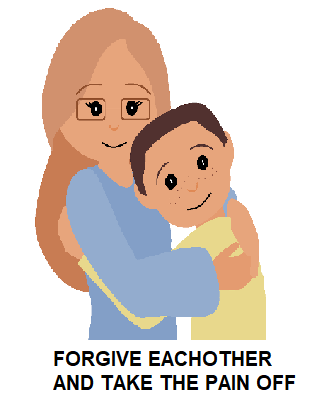 FORGIVE EACHOTHER
AND TAKE THE PAIN OFF